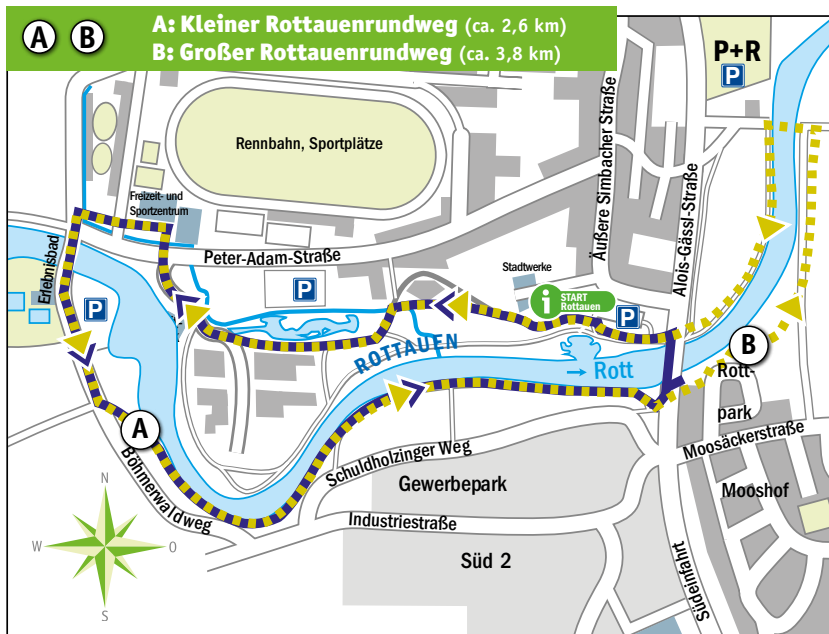 A B
A: Kleiner Rottauenrundweg (ca. 2,6 km)
B: Großer Rottauenrundweg (ca. 3,8 km)
P+R
P
Rennbahn, Sportplätze
Äußere Simbacher Straße
Alois-Gässl-Straße
Freizeit- und
Sportzentrum
Peter-Adam-Straße
Erlebnisbad
P
P
Stadtwerke
i START
Rottauen
P
ROTTAUEN
→ Rott
B
Rott-
park
A
Böhmerwaldweg
Schuldholzinger Weg
Moosäckerstraße
Gewerbepark
Mooshof
Industriestraße
Süd 2
Südeinfahrt
N
W O
S